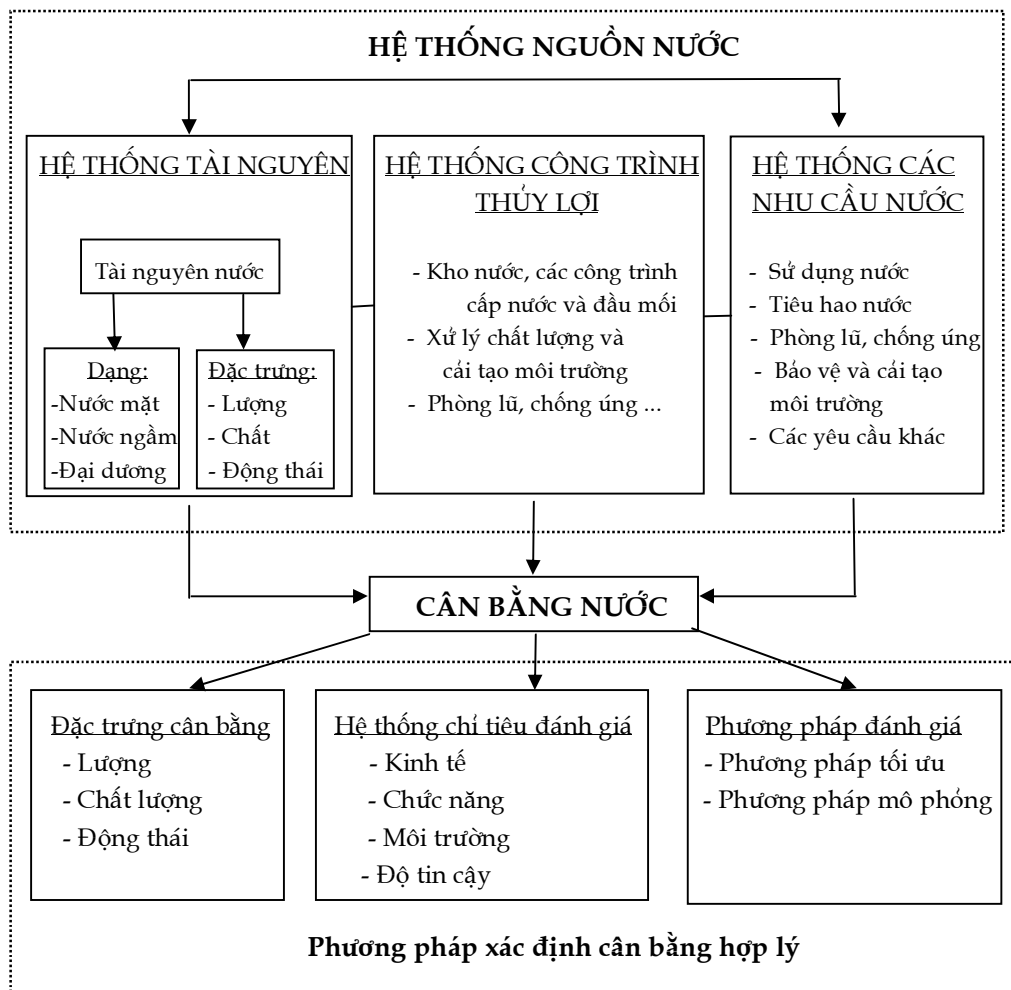 HỆ THỐNG NGUỒN NƯỚC
HỆ THỐNG TÀI NGUYÊN
Tài nguyên nước
Dạng:
-Nước mặt
-Nước ngầm
-Đại dương
Đặc trưng:
- Lượng
- Chất
- Động thái
HỆ THỐNG CÔNG TRÌNH
THỦY LỢI
- Kho nước, các công trình
cấp nước và đầu mối
- Xử lý chất lượng và
cải tạo môi trường
- Phòng lũ, chống úng ...
HỆ THỐNG CÁC
NHU CẦU NƯỚC
- Sử dụng nước
- Tiêu hao nước
- Phòng lũ, chống úng
- Bảo vệ và cải tạo
môi trường
- Các yêu cầu khác
CÂN BẰNG NƯỚC
Đặc trưng cân bằng
- Lượng
- Chất lượng
- Động thái
Hệ thống chỉ tiêu đánh giá
- Kinh tế
- Chức năng
- Môi trường
- Độ tin cậy
Phương pháp đánh giá
- Phương pháp tối ưu
- Phương pháp mô phỏng
Phương pháp xác định cân bằng hợp lý